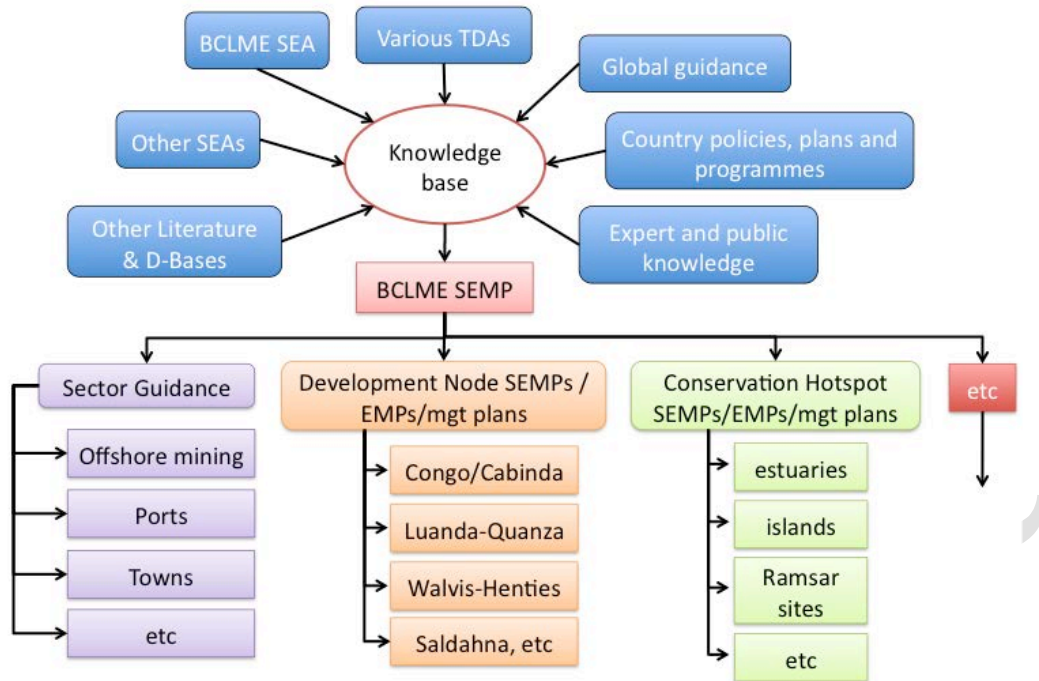 BCLME SEA
Various TDAs
Global guidance
Other SEAs
Knowledge
base
Country policies, plans and
programmes
Other Literature
& D-Bases
Expert and public
knowledge
BCLME SEMP
Sector Guidance
Offshore mining
Ports
Towns
etc
Development Node SEMPs /
EMPs/mgt plans
Congo/Cabinda
Luanda-Quanza
Walvis-Henties
Saldahna, etc
Conservation Hotspot
SEMPs/EMPs/mgt plans
estuaries
islands
Ramsar
sites
etc
etc